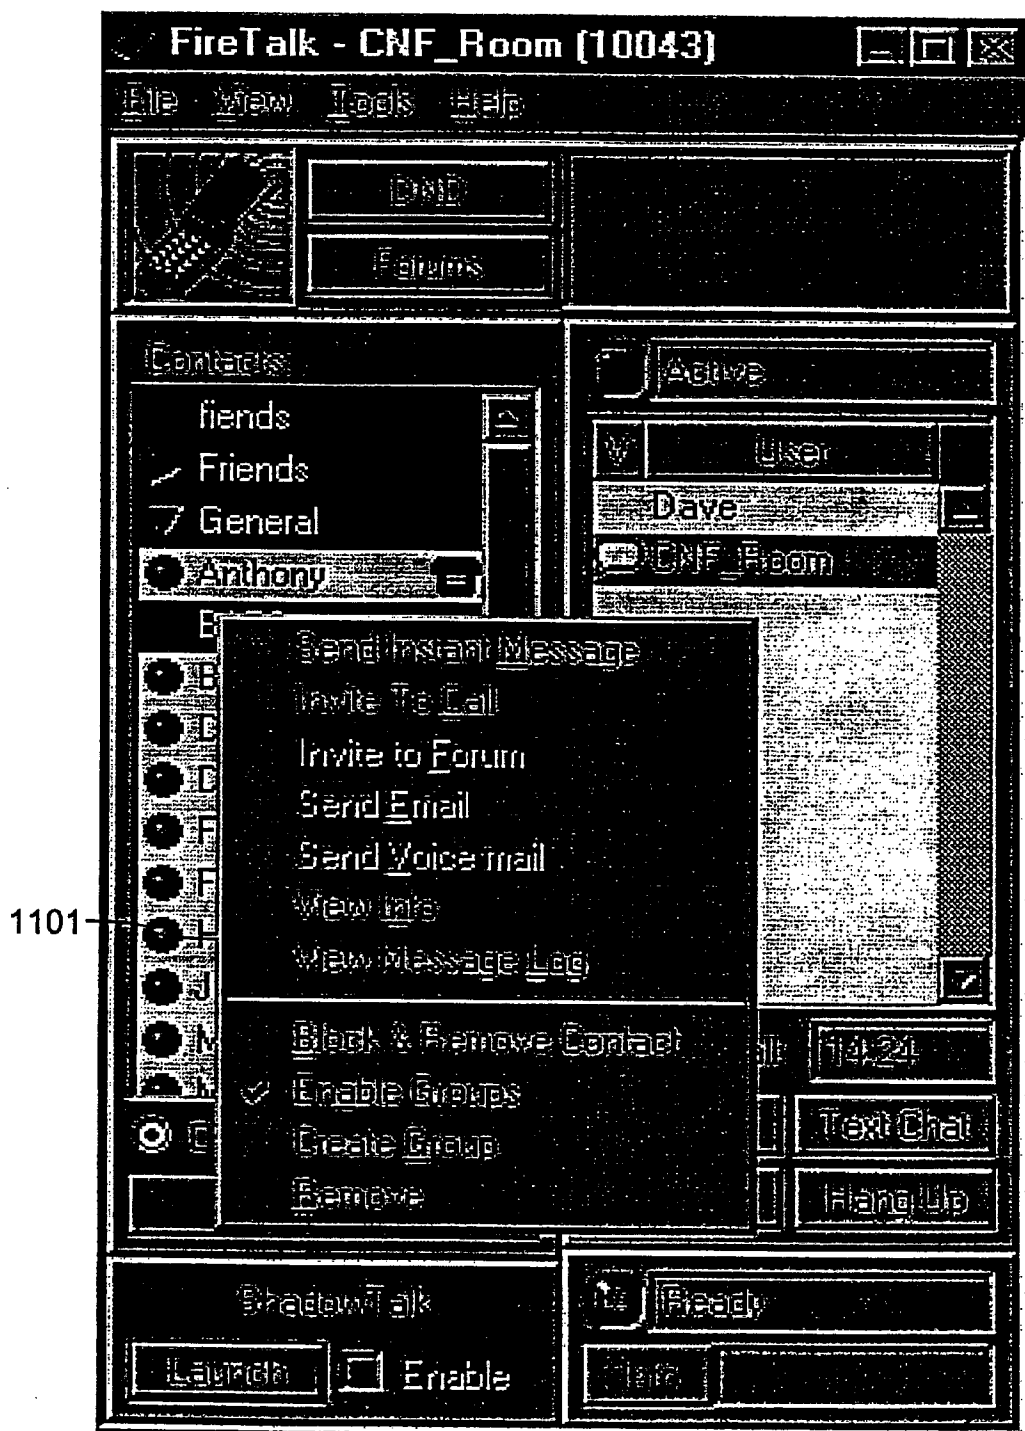 FireTalk - CNF_Room (10043)
File View Tools Help
DND
Forums
Contacts:
Active
fiends
Friends
General
V User
Dave
Anthony
CNF_Room
Send Instant Message
Invite To Call
Invite to Forum
Send Email
Send Voice mail
View Info
1101
View Message Log
Block & Remove Contact
14:24
Enable Groups
Create Group
Text Chat
Remove
Hang Up
ShadowTalk
Ready
Launch
Enable